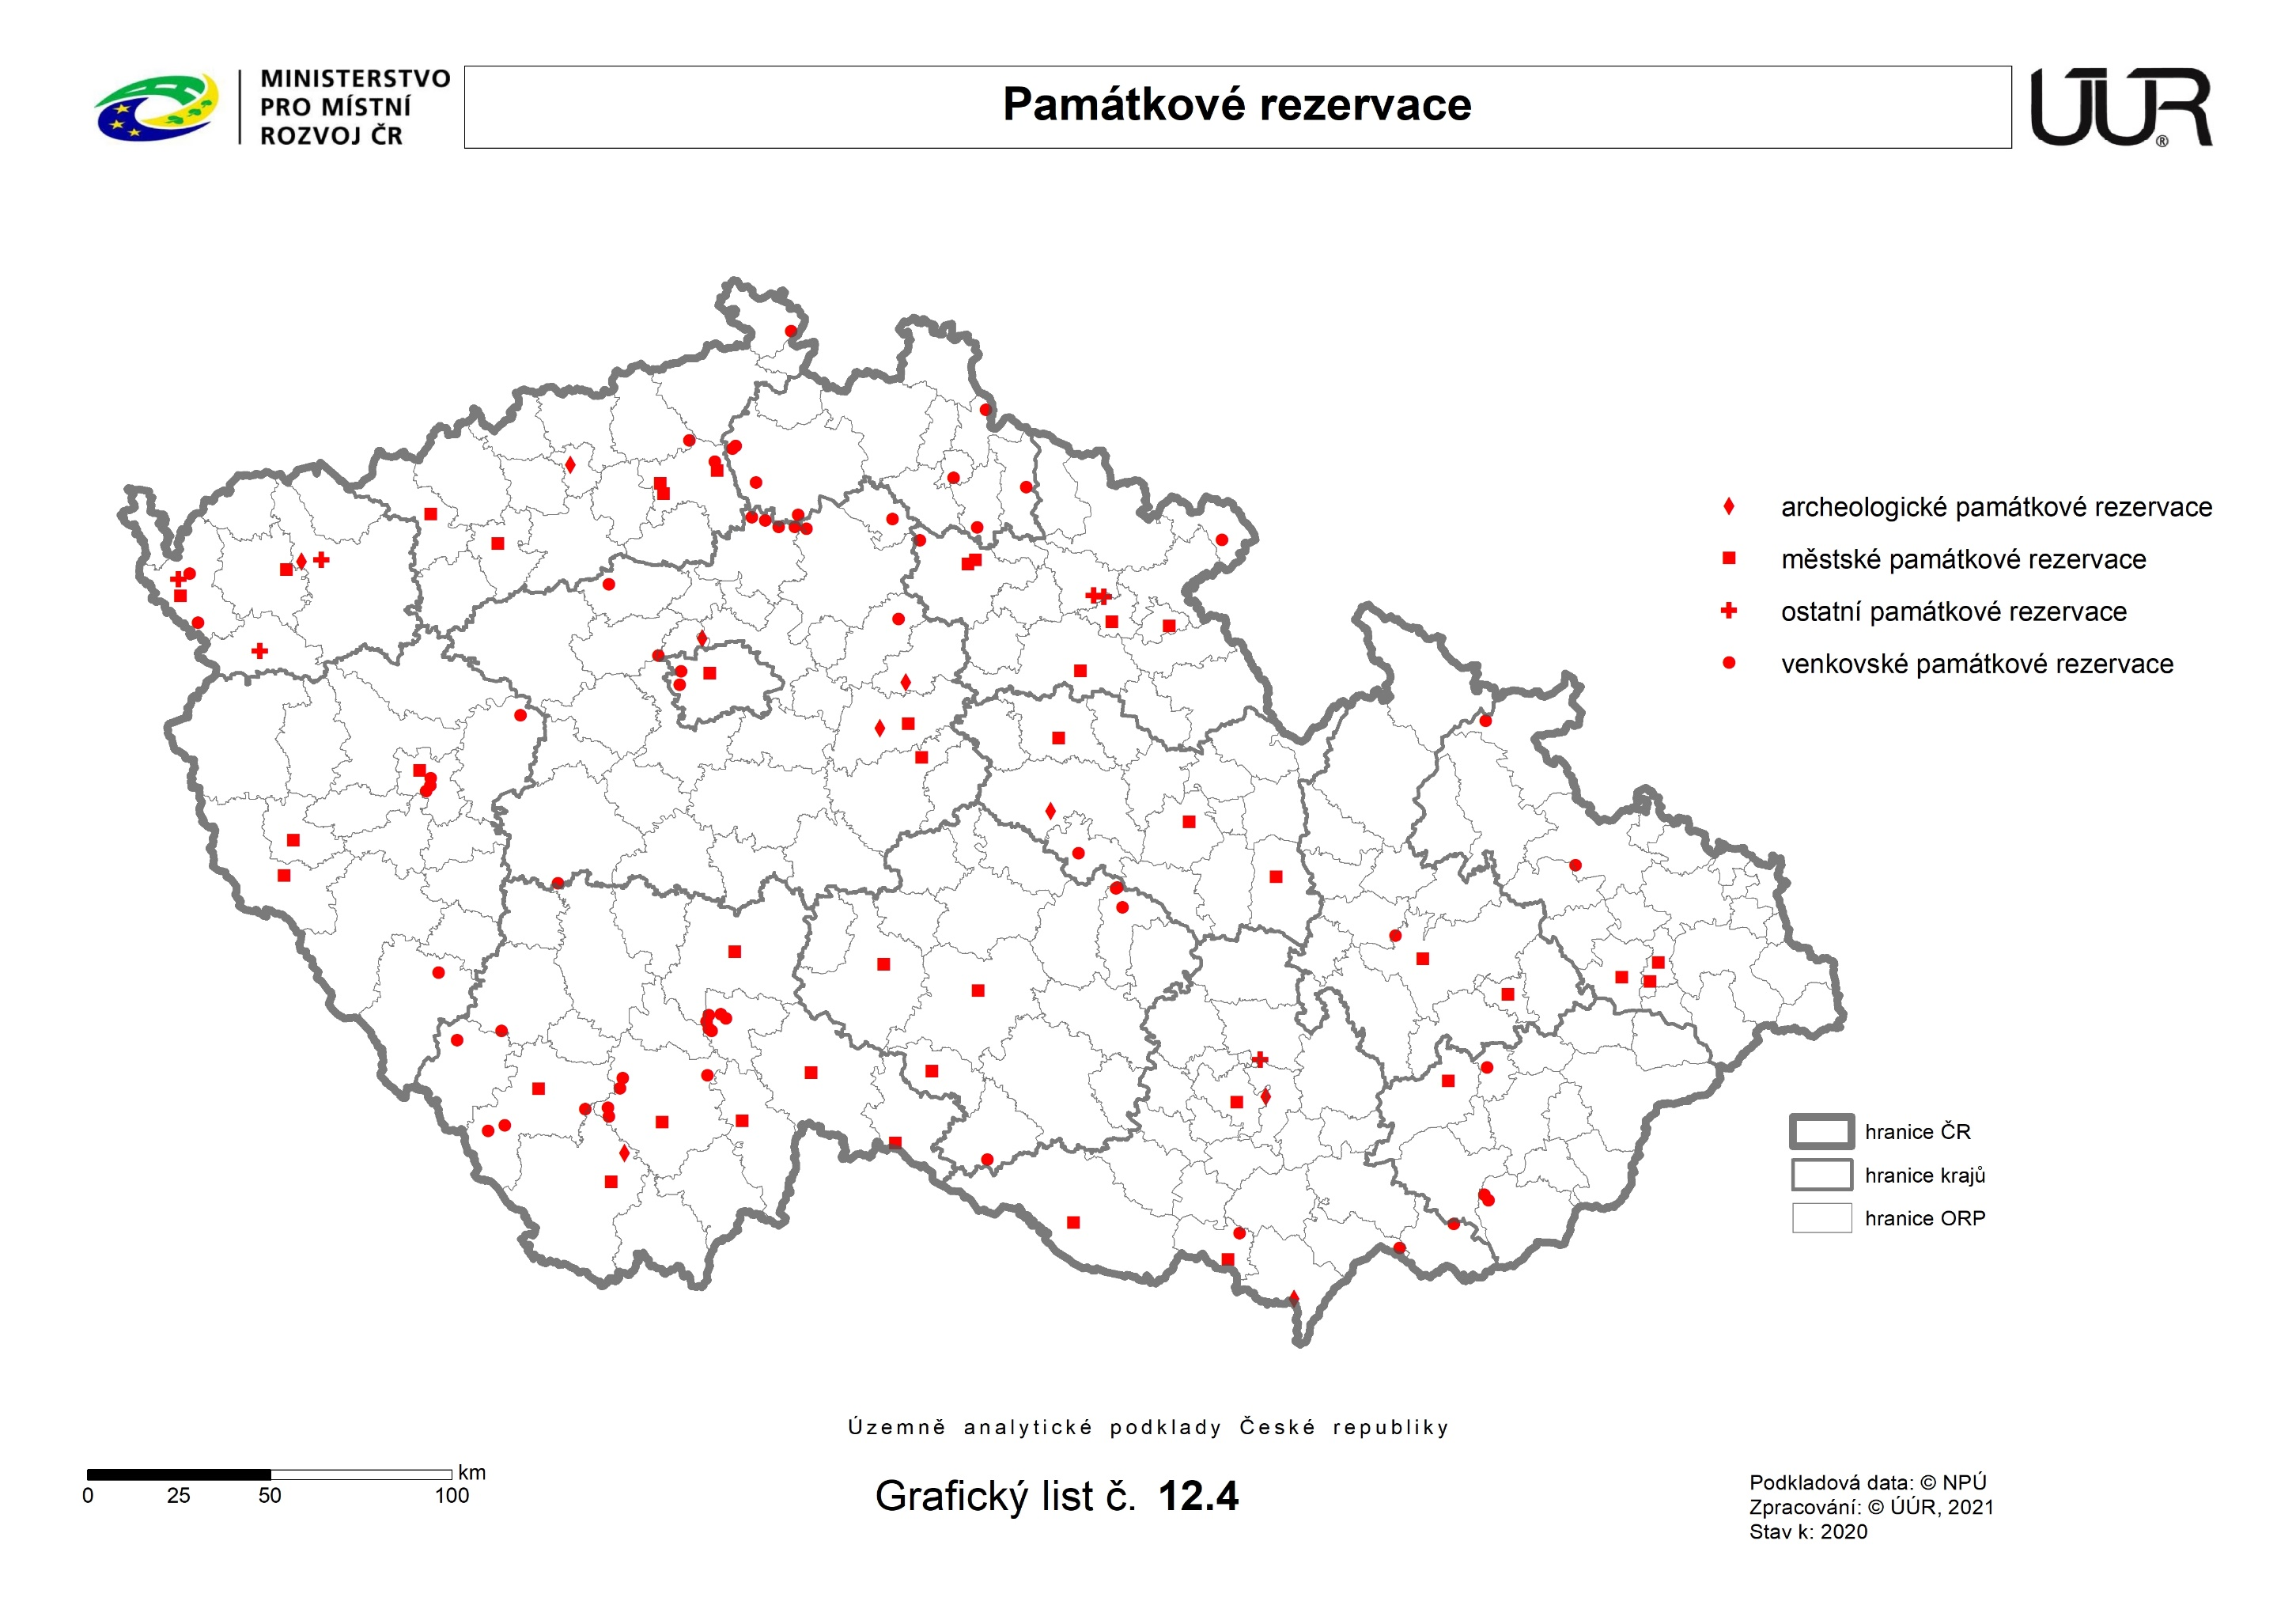 MINISTERSTVO
PRO MÍSTNÍ
ROZVOJ ČR
Památkové rezervace
ÚÚR®
archeologické památkové rezervace
městské památkové rezervace
ostatní památkové rezervace
venkovské památkové rezervace
hranice ČR
hranice krajů
hranice ORP
Územně analytické podklady České republiky
km
0 25 50 100
Grafický list č. 12.4
Podkladová data: © NPÚ
Zpracování: © ÚÚR, 2021
Stav k: 2020